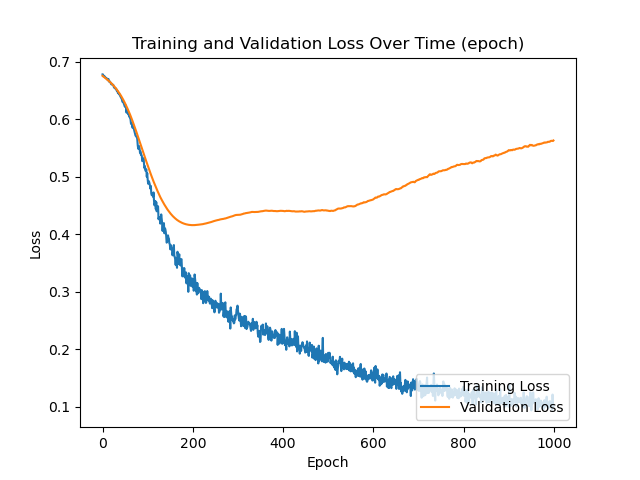 Training and Validation Loss Over Time (epoch)
0.7
0.6
0.5
0.4
0.3
0.2
0.1
Loss
Training Loss
Validation Loss
0
200
400
600
800
1000
Epoch